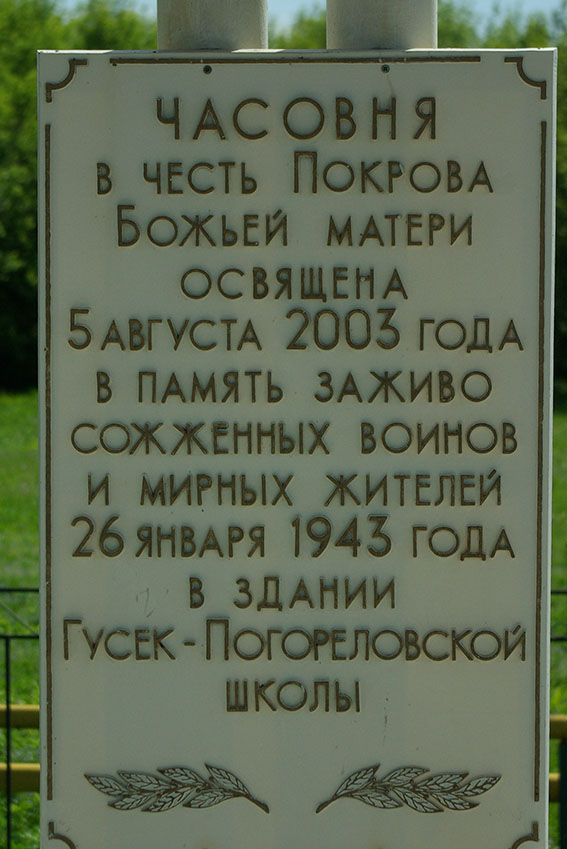 Часовня
в честь Покрова
Божьей матери
освящена
5 августа 2003 года
в память заживо
сожженных воинов
и мирных жителей
26 января 1943 года
в здании
Гусек-Погореловской
школы